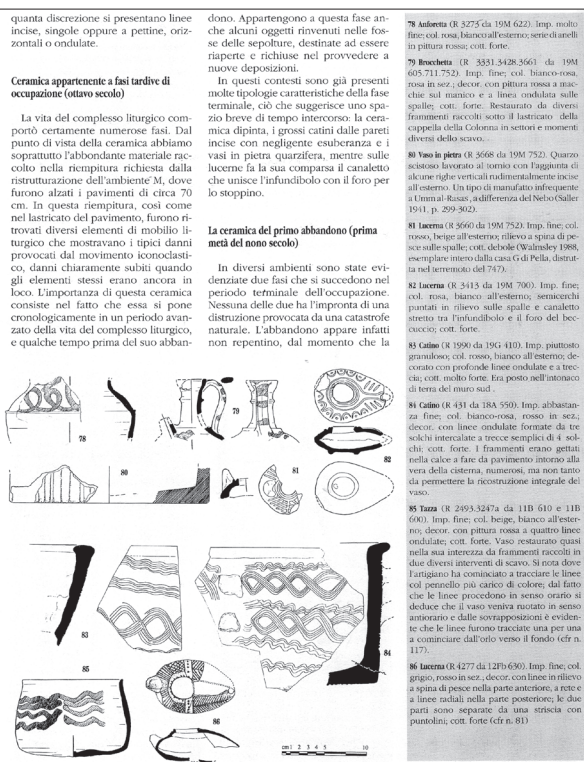 quanta discrezione si presentano linee
incise, singole oppure a pettine, oriz-
zontali o ondulate.
Ceramica appartenente a fasi tardive di
occupazione (ottavo secolo)
La vita del complesso liturgico com-
portò certamente numerose fasi. Dal
punto di vista della ceramica abbiamo
soprattutto l'abbondante materiale rac-
colto nella riempitura richiesta dalla
ristrutturazione dell'ambiente M, dove
furono alzati i pavimenti di circa 70
cm. In questa riempitura, così come
nel lastricato del pavimento, furono ri-
trovati diversi elementi di mobilio li-
turgico che mostravano i tipici danni
provocati dal movimento iconoclasti-
co, danni chiaramente subiti quando
gli elementi stessi erano ancora in
loco. L'importanza di questa ceramica
consiste nel fatto che essa si pone
cronologicamente in un periodo avan-
zato della vita del complesso liturgico,
e qualche tempo prima del suo abban-
dono. Appartengono a questa fase an-
che alcuni oggetti rinvenuti nelle fos-
se delle sepolture, destinate ad essere
riaperte e richiuse nel provvedere a
nuove deposizioni.
In questi contesti sono già presenti
molte tipologie caratteristiche della fase
terminale, ciò che suggerisce uno spa-
zio breve di tempo intercorso: la cera-
mica dipinta, i grossi catini dalle pareti
incise con negligente esuberanza e i
vasi in pietra quarzifera, mentre sulle
lucerne fa la sua comparsa il canaletto
che unisce l'infundibolo con il foro per
lo stoppino.
La ceramica del primo abbandono (prima
metà del nono secolo)
In diversi ambienti sono state evi-
denziate due fasi che si succedono nel
periodo terminale dell'occupazione.
Nessuna delle due ha l'impronta di una
distruzione provocata da una catastrofe
naturale. L'abbandono appare infatti
non repentino, dal momento che la
78
79
80
81
82
83
84
85
86
cm 1 2 3 4 5 10
78 Anforetta (R 3273 da 19M 622). Imp. molto
fine; col. rosa, bianco all'esterno; serie di anelli
in pittura rossa; cott. forte.
79 Brocchetta (R 3331.3428.3661 da 19M
605.711.752). Imp. fine; col. bianco-rosa,
rosa in sez.; decor. con pittura rossa a mac-
chie sul manico e a linea ondulata sulle
spalle; cott. forte. Restaurato da diversi
frammenti raccolti sotto il lastricato della
cappella della Colonna in settori e momenti
diversi dello scavo.
80 Vaso in pietra (R 3668 da 19M 752). Quarzo
scistoso lavorato al tornio con l'aggiunta di
alcune righe verticali rudimentalmente incise
all'esterno. Un tipo di manufatto infrequente
a Umm al-Rasas, a differenza del Nebo (Saller
1941, p. 299-302).
81 Lucerna (R 3660 da 19M 752). Imp. fine; col.
rosso, beige all'esterno; rilievo a spina di pe-
sce sulle spalle; cott. debole (Walmsley 1988,
esemplare intero dalla casa G di Pella, distrut-
ta nel terremoto del 747).
82 Lucerna (R 3413 da 19M 700). Imp. fine;
col. rosa, bianco all'esterno; semicerchi
puntati in rilievo sulle spalle e canaletto
stretto tra l'infundibolo e il foro del bec-
cuccio; cott. forte.
83 Catino (R 1990 da 19G 410). Imp. piuttosto
granuloso; col. rosso, bianco all'esterno; de-
corato con profonde linee ondulate e a trec-
cia; cott. molto forte. Era posto nell'intonaco
di terra del muro sud .
84 Catino (R 431 da 18A 550). Imp. abbastan-
za fine; col. bianco-rosa, rosso in sez.;
decor. con linee ondulate formate da tre
solchi intercalate a trecce semplici di 4 sol-
chi; cott. forte. I frammenti erano gettati
nella calce a fare da pavimento intorno alla
vera della cisterna, numerosi, ma non tanto
da permettere la ricostruzione integrale del
vaso.
85 Tazza (R 2493.3247a da 11B 610 e 11B
600). Imp. fine; col. beige, bianco all'ester-
no; decor. con pittura rossa a quattro linee
ondulate; cott. forte. Vaso restaurato quasi
nella sua interezza da frammenti raccolti in
due diversi interventi di scavo. Si nota dove
l'artigiano ha cominciato a tracciare le linee
col pennello più carico di colore; dal fatto
che le linee procedono in senso orario si
deduce che il vaso veniva ruotato in senso
antiorario e dalle sovrapposizioni è eviden-
te che le linee furono tracciate una per una
a cominciare dall'orlo verso il fondo (cfr n.
117).
86 Lucerna (R 4277 da 12Fb 630). Imp. fine; col.
grigio, rosso in sez.; decor. con linee in rilievo
a spina di pesce nella parte anteriore, a rete e
a linee radiali nella parte posteriore; le due
parti sono separate da una striscia con
puntolini; cott. forte (cfr n. 81)